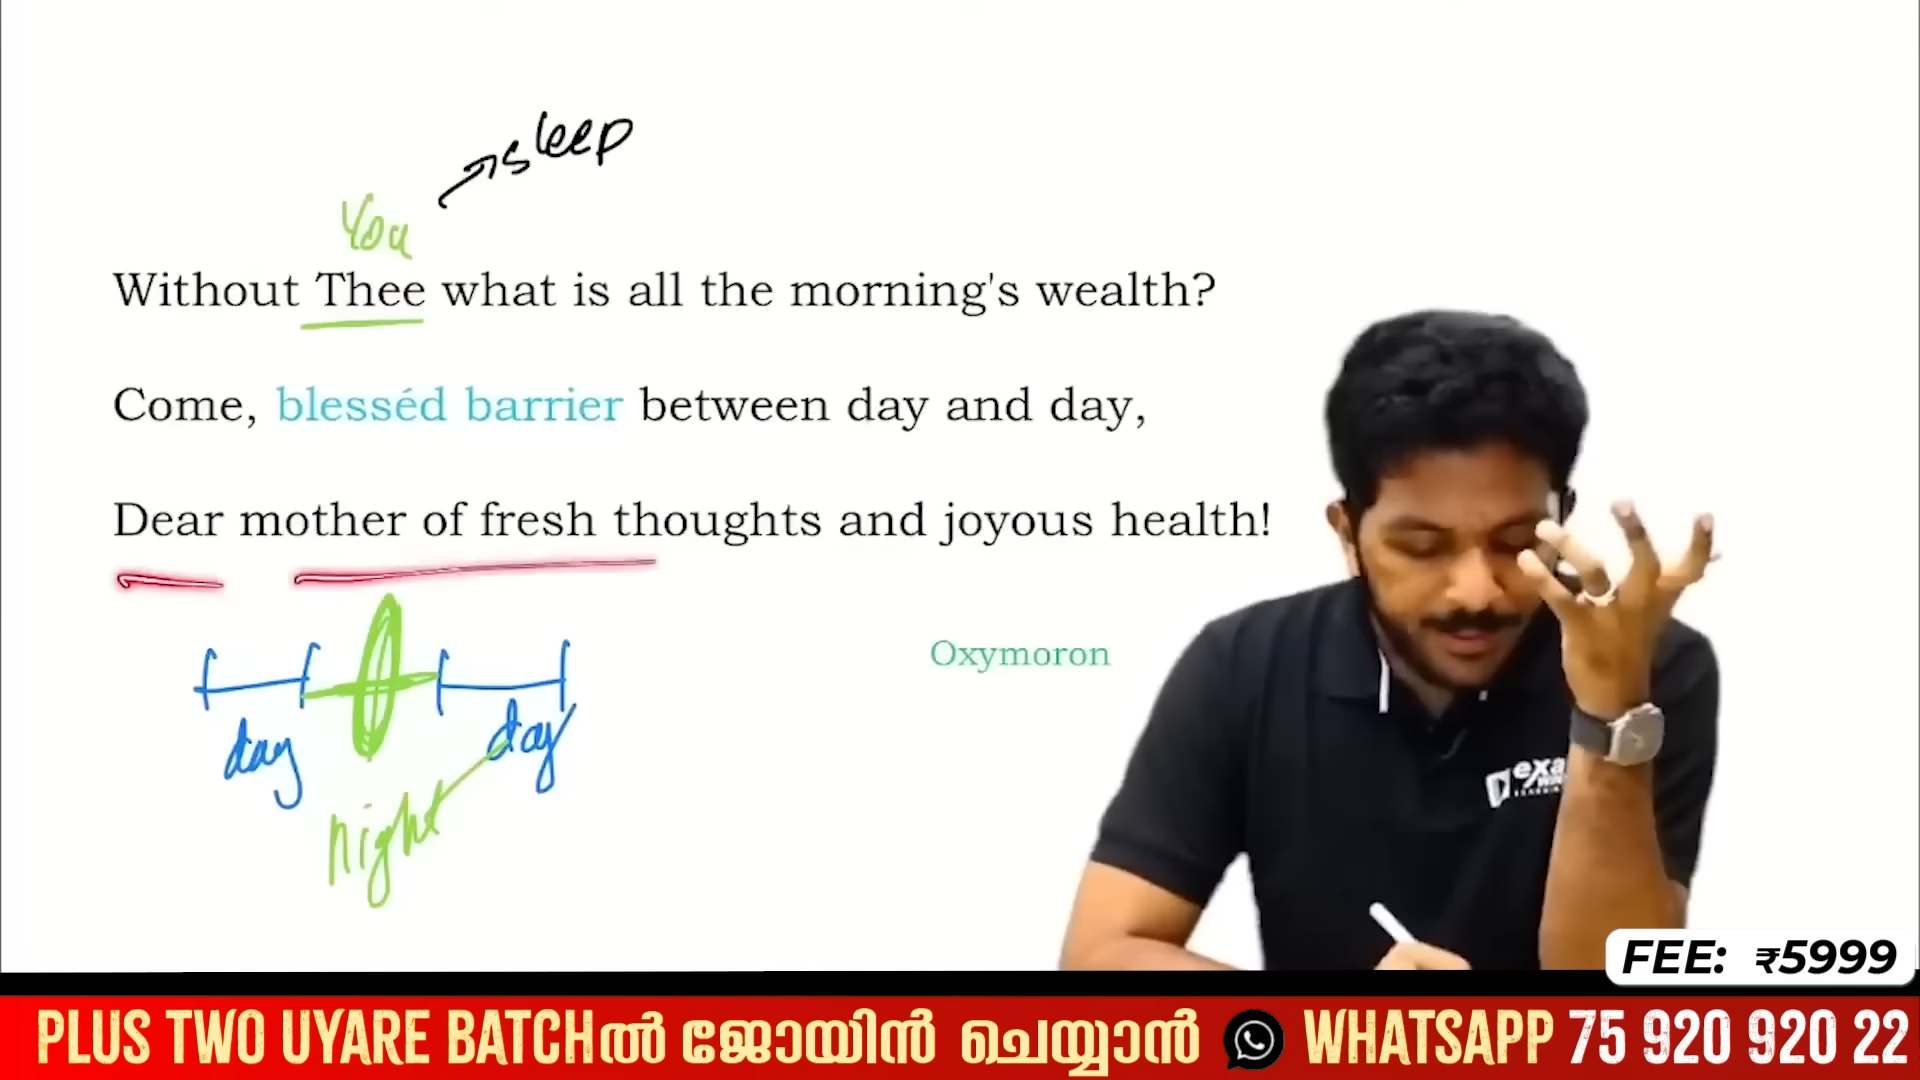 sleep
You
Without Thee what is all the morning's wealth?
Come, blesséd barrier between day and day,
Dear mother of fresh thoughts and joyous health!
Oxymoron
day
day
night
exa
FEE: ₹5999
PLUS TWO UYARE BATCHൽ ജോയിൻ ചെയ്യാൻ WHATSAPP 75 920 920 22